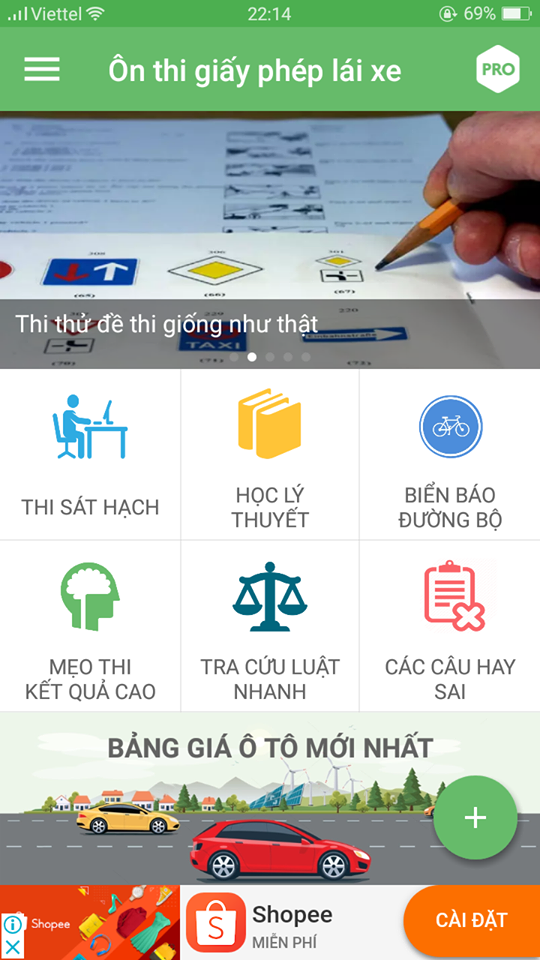 Viettel
22:14
69%
Ôn thi giấy phép lái xe
PRO
Thi thử đề thi giống như thật
THI SÁT HẠCH
HỌC LÝ
THUYẾT
BIỂN BÁO
ĐƯỜNG BỘ
MẸO THI
KẾT QUẢ CAO
TRA CỨU LUẬT
NHANH
CÁC CÂU HAY
SAI
BẢNG GIÁ Ô TÔ MỚI NHẤT
+
Shopee
Shopee
MIỄN PHÍ
CÀI ĐẶT